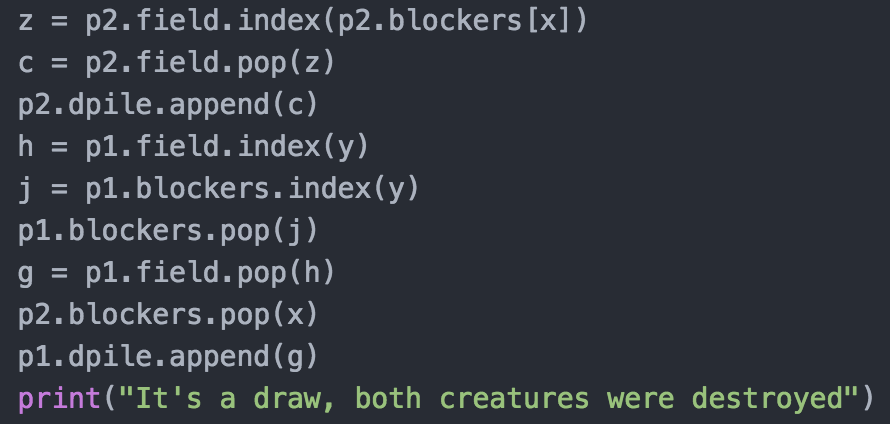 z = p2.field.index(p2.blockers[x])
c = p2.field.pop(z)
p2.dpile.append(c)
h = p1.field.index(y)
j = p1.blockers.index(y)
p1.blockers.pop(j)
g = p1.field.pop(h)
p2.blockers.pop(x)
p1.dpile.append(g)
print("It's a draw, both creatures were destroyed")